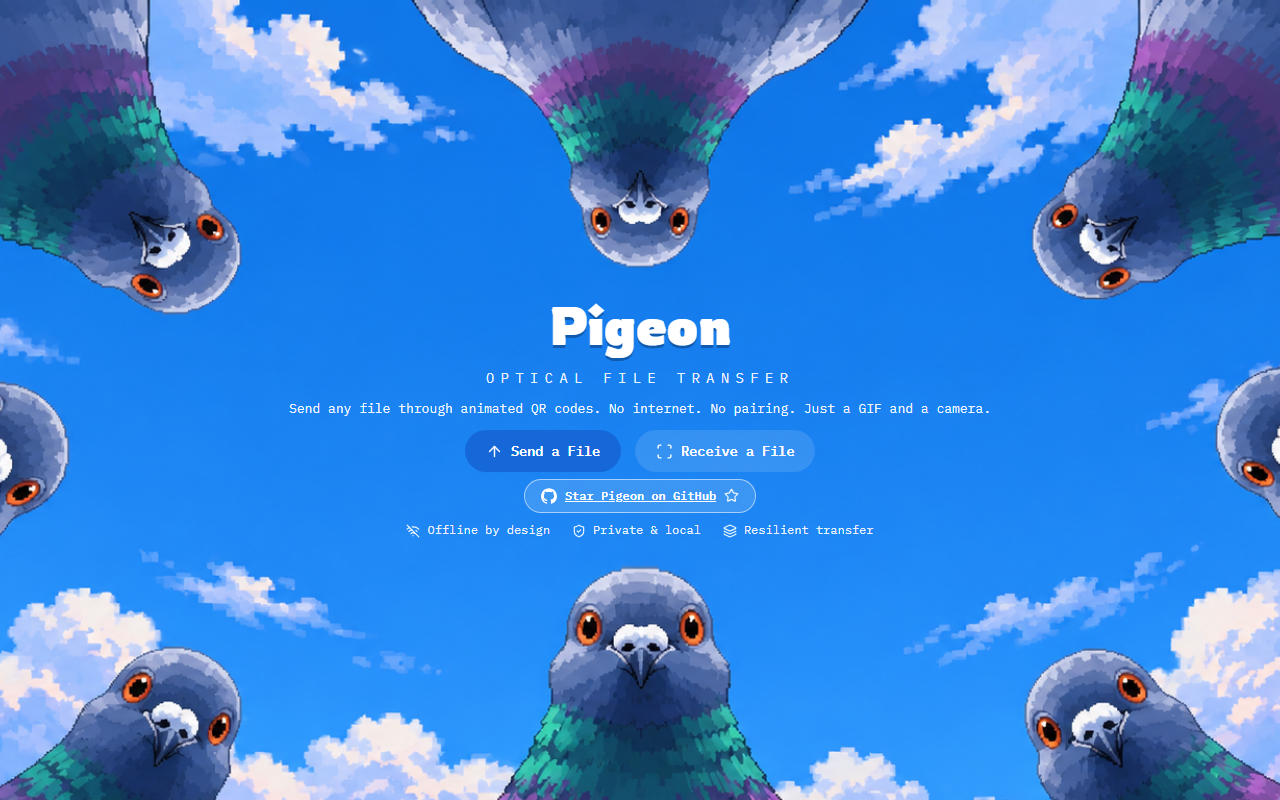 Pigeon
OPTICAL FILE TRANSFER
Send any file through animated QR codes. No internet. No pairing. Just a GIF and a camera.
Send a File
Receive a File
Star Pigeon on GitHub
Offline by design
Private & local
Resilient transfer